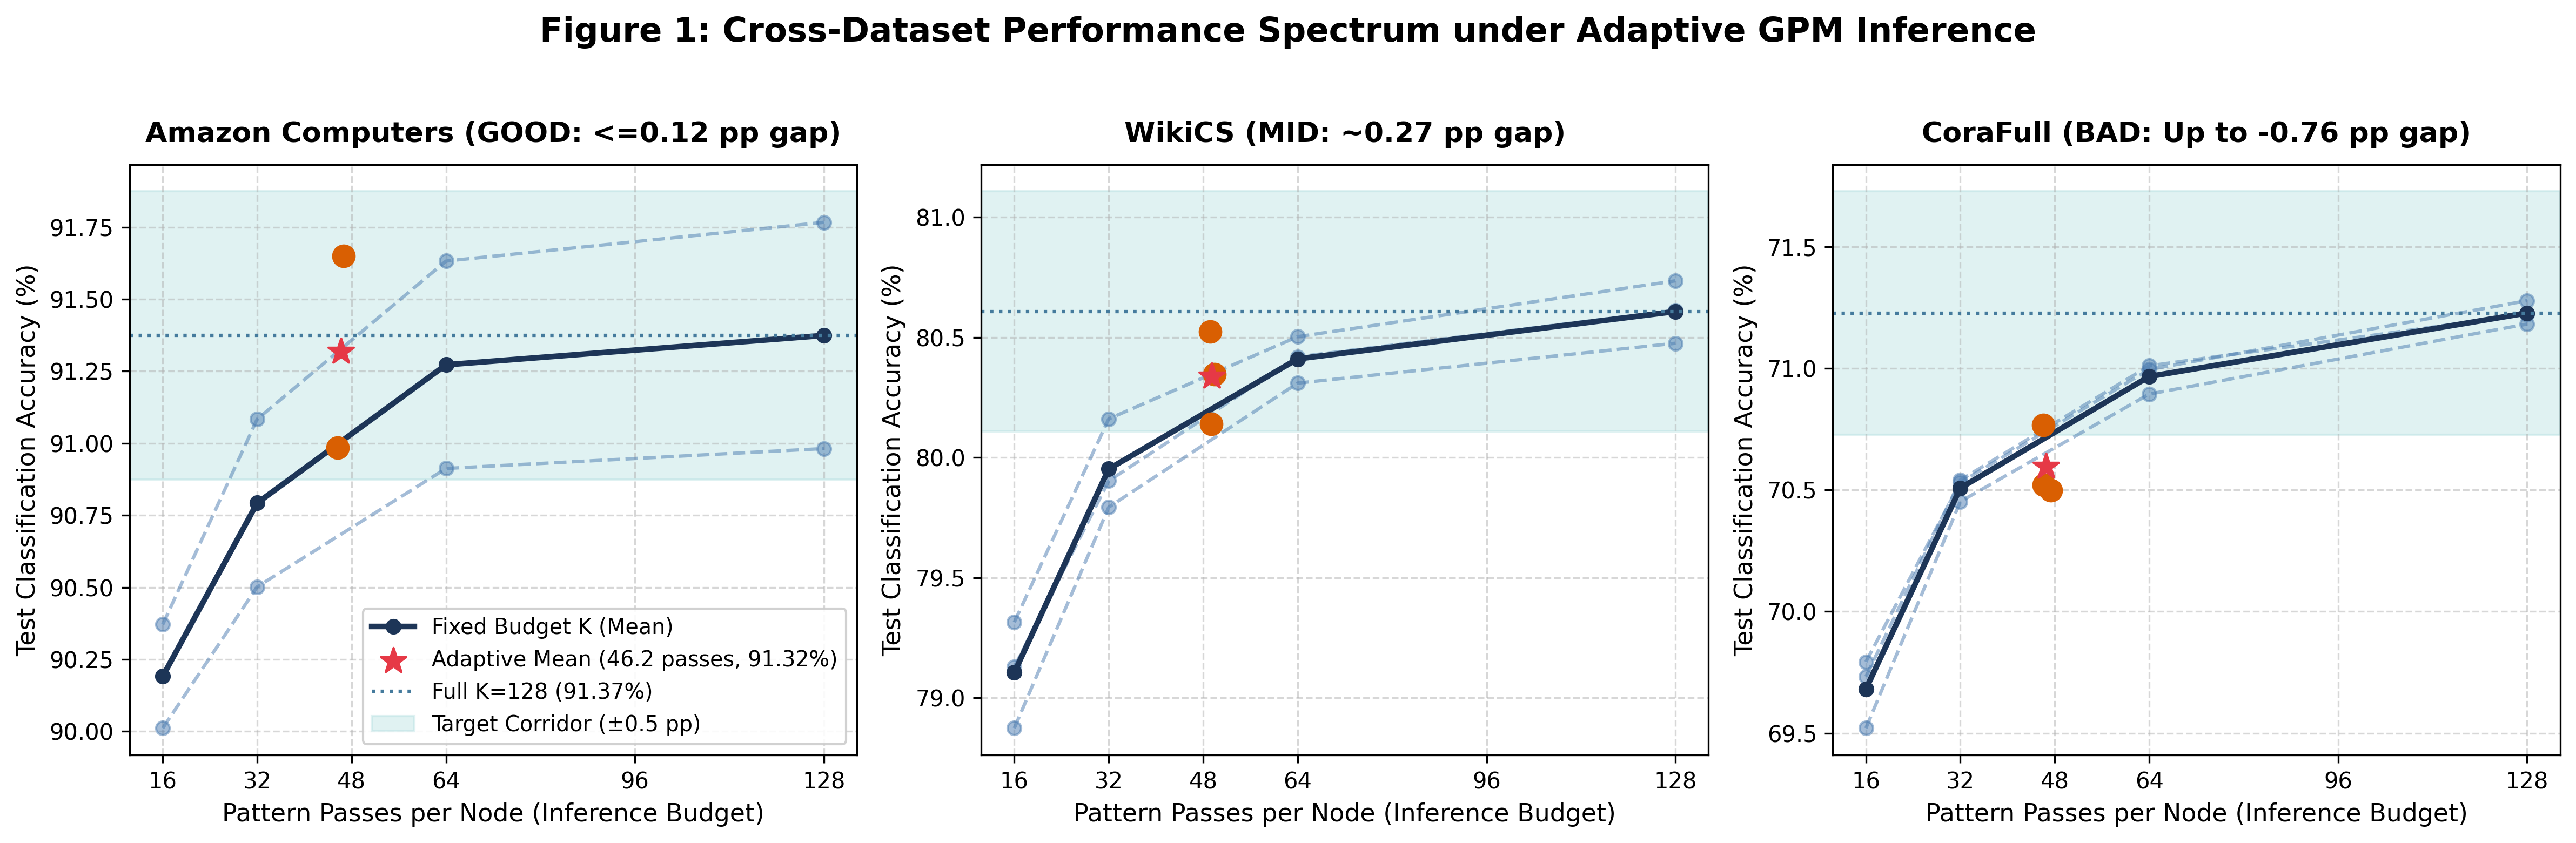 Figure 1: Cross-Dataset Performance Spectrum under Adaptive GPM Inference
Amazon Computers (GOOD: <=0.12 pp gap)
Test Classification Accuracy (%)
91.75
91.50
91.25
91.00
90.75
90.50
90.25
90.00
Fixed Budget K (Mean)
Adaptive Mean (46.2 passes, 91.32%)
Full K=128 (91.37%)
Target Corridor (±0.5 pp)
16 32 48 64 96 128
Pattern Passes per Node (Inference Budget)
WikiCS (MID: ~0.27 pp gap)
Test Classification Accuracy (%)
81.0
80.5
80.0
79.5
79.0
16 32 48 64 96 128
Pattern Passes per Node (Inference Budget)
CoraFull (BAD: Up to -0.76 pp gap)
Test Classification Accuracy (%)
71.5
71.0
70.5
70.0
69.5
16 32 48 64 96 128
Pattern Passes per Node (Inference Budget)